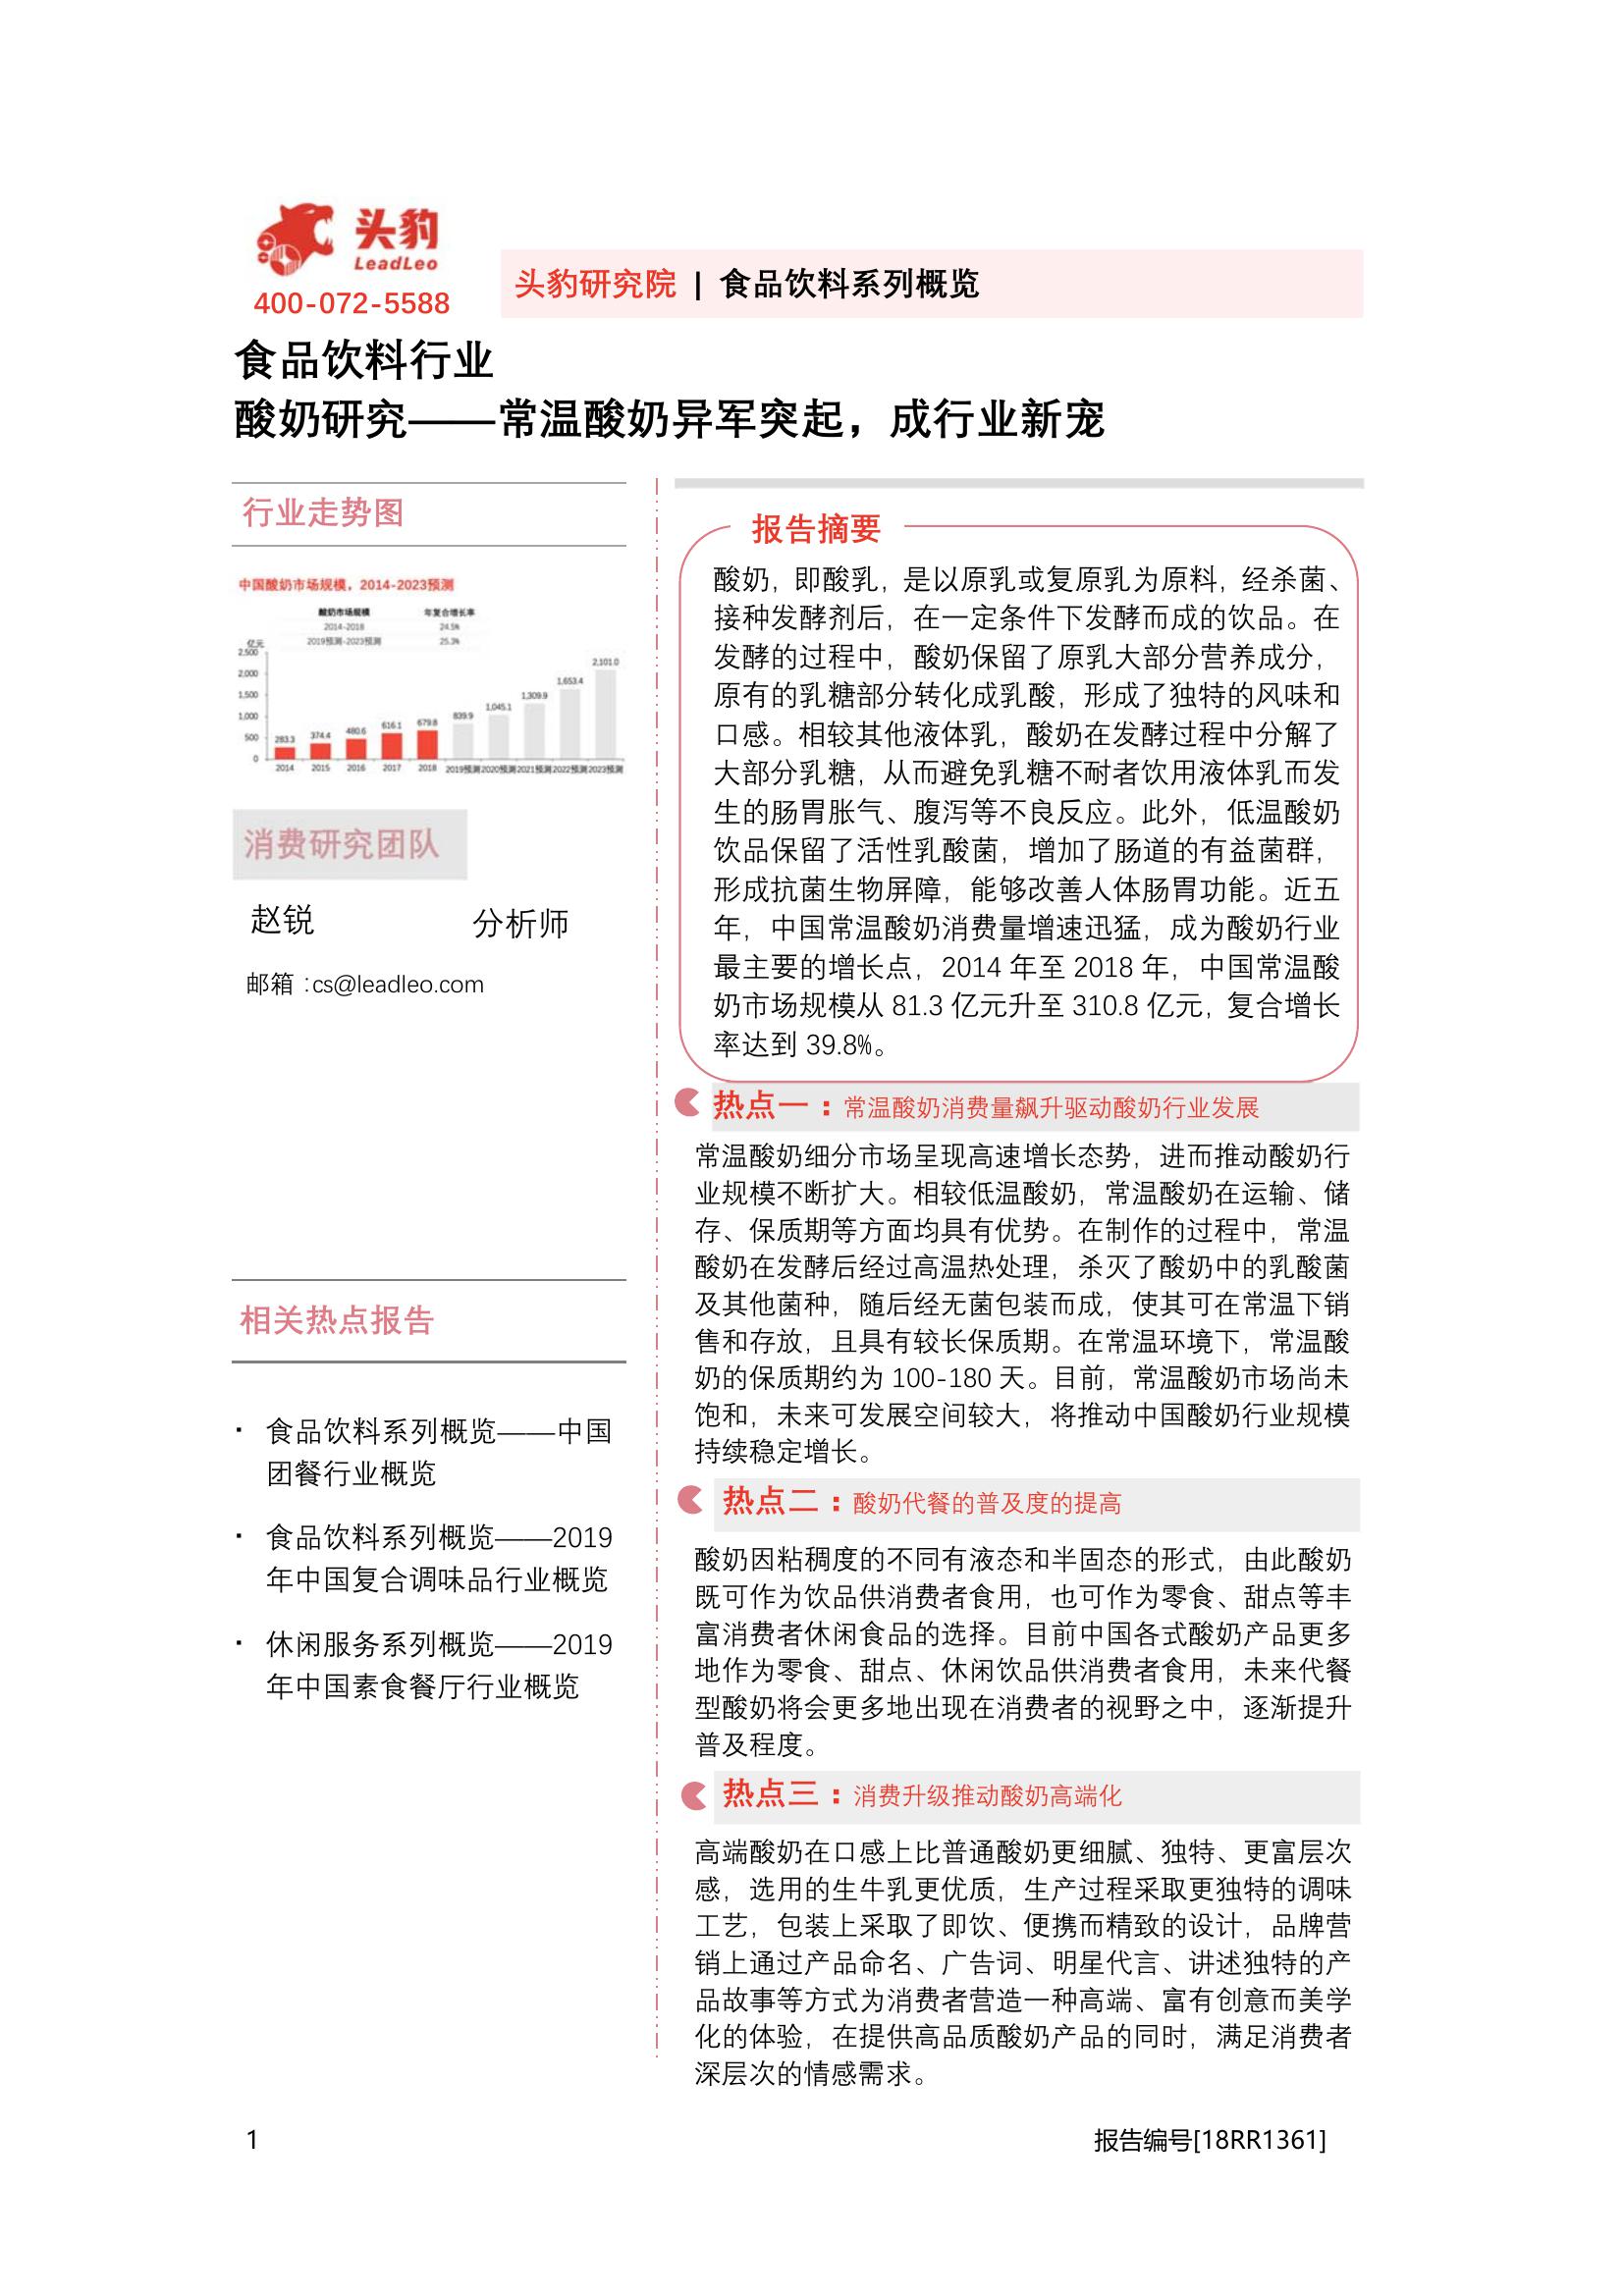 头豹
LeadLeo
400-072-5588
头豹研究院 | 食品饮料系列概览
食品饮料行业
酸奶研究——常温酸奶异军突起，成行业新宠
行业走势图
中国酸奶市场规模，2014-2023预测
酸奶市场规模 年复合增长率
2014-2018 24.5%
2019预测-2023预测 25.3%
亿元
2,500
2,000
1,500
1,000
500
0
283.3 374.4 480.6 616.1 679.8 839.9 1,045.1 1,309.9 1,653.4 2,101.0
2014 2015 2016 2017 2018 2019预测 2020预测 2021预测 2022预测 2023预测
消费研究团队
赵锐 分析师
邮箱 :cs@leadleo.com
相关热点报告
· 食品饮料系列概览——中国
团餐行业概览
· 食品饮料系列概览——2019
年中国复合调味品行业概览
· 休闲服务系列概览——2019
年中国素食餐厅行业概览
报告摘要
酸奶，即酸乳，是以原乳或复原乳为原料，经杀菌、
接种发酵剂后，在一定条件下发酵而成的饮品。在
发酵的过程中，酸奶保留了原乳大部分营养成分，
原有的乳糖部分转化成乳酸，形成了独特的风味和
口感。相较其他液体乳，酸奶在发酵过程中分解了
大部分乳糖，从而避免乳糖不耐者饮用液体乳而发
生的肠胃胀气、腹泻等不良反应。此外，低温酸奶
饮品保留了活性乳酸菌，增加了肠道的有益菌群，
形成抗菌生物屏障，能够改善人体肠胃功能。近五
年，中国常温酸奶消费量增速迅猛，成为酸奶行业
最主要的增长点，2014 年至 2018 年，中国常温酸
奶市场规模从 81.3 亿元升至 310.8 亿元，复合增长
率达到 39.8%。
热点一：常温酸奶消费量飙升驱动酸奶行业发展
常温酸奶细分市场呈现高速增长态势，进而推动酸奶行
业规模不断扩大。相较低温酸奶，常温酸奶在运输、储
存、保质期等方面均具有优势。在制作的过程中，常温
酸奶在发酵后经过高温热处理，杀灭了酸奶中的乳酸菌
及其他菌种，随后经无菌包装而成，使其可在常温下销
售和存放，且具有较长保质期。在常温环境下，常温酸
奶的保质期约为 100-180 天。目前，常温酸奶市场尚未
饱和，未来可发展空间较大，将推动中国酸奶行业规模
持续稳定增长。
热点二：酸奶代餐的普及度的提高
酸奶因粘稠度的不同有液态和半固态的形式，由此酸奶
既可作为饮品供消费者食用，也可作为零食、甜点等丰
富消费者休闲食品的选择。目前中国各式酸奶产品更多
地作为零食、甜点、休闲饮品供消费者食用，未来代餐
型酸奶将会更多地出现在消费者的视野之中，逐渐提升
普及程度。
热点三：消费升级推动酸奶高端化
高端酸奶在口感上比普通酸奶更细腻、独特、更富层次
感，选用的生牛乳更优质，生产过程采取更独特的调味
工艺，包装上采取了即饮、便携而精致的设计，品牌营
销上通过产品命名、广告词、明星代言、讲述独特的产
品故事等方式为消费者营造一种高端、富有创意而美学
化的体验，在提供高品质酸奶产品的同时，满足消费者
深层次的情感需求。
1 报告编号[18RR1361]